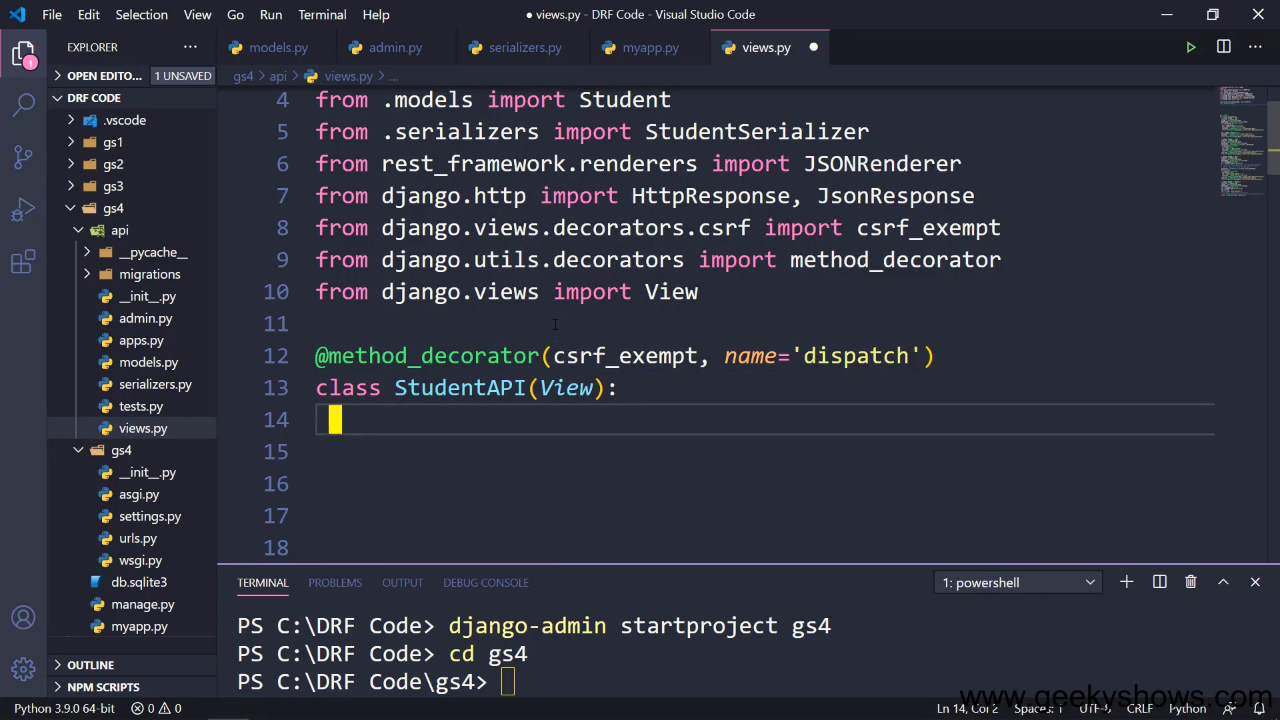 File Edit Selection View Go Run Terminal Help
● views.py - DRF Code - Visual Studio Code
EXPLORER
models.py admin.py serializers.py myapp.py views.py
OPEN EDITO... 1 UNSAVED
gs4 > api > views.py > ...
DRF CODE
.vscode
gs1
gs2
gs3
gs4
api
__pycache__
migrations
__init__.py
admin.py
apps.py
models.py
serializers.py
tests.py
views.py
gs4
__init__.py
asgi.py
settings.py
urls.py
wsgi.py
db.sqlite3
manage.py
myapp.py
OUTLINE
NPM SCRIPTS
1
4 from .models import Student
5 from .serializers import StudentSerializer
6 from rest_framework.renderers import JSONRenderer
7 from django.http import HttpResponse, JsonResponse
8 from django.views.decorators.csrf import csrf_exempt
9 from django.utils.decorators import method_decorator
10 from django.views import View
11
12 @method_decorator(csrf_exempt, name='dispatch')
13 class StudentAPI(View):
14
15
16
17
18
TERMINAL PROBLEMS OUTPUT DEBUG CONSOLE
1: powershell
PS C:\DRF Code> django-admin startproject gs4
PS C:\DRF Code> cd gs4
PS C:\DRF Code\gs4>
www.geekyshows.com
Python 3.9.0 64-bit 0 0
Ln 14, Col 2 Spaces: 1 UTF-8 CRLF Python